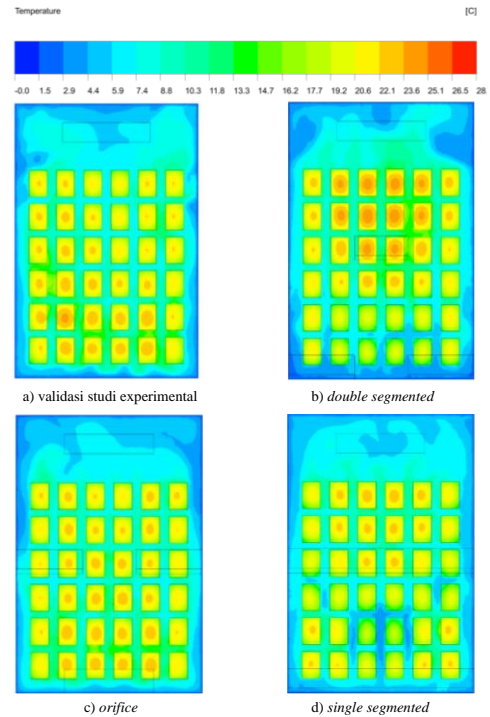 Temperature [C]
-0.0 1.5 2.9 4.4 5.9 7.4 8.8 10.3 11.8 13.3 14.7 16.2 17.7 19.2 20.6 22.1 23.6 25.1 26.5 28.
a) validasi studi experimental b) double segmented
c) orifice d) single segmented